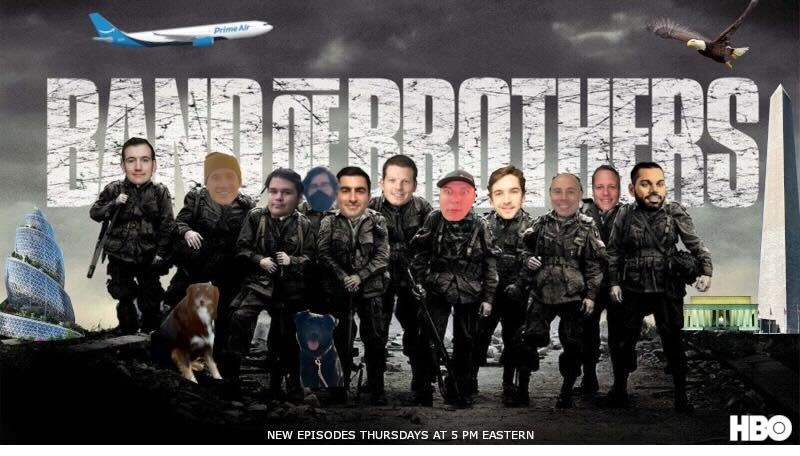 Prime Air
BAND OF BROTHERS
NEW EPISODES THURSDAYS AT 5 PM EASTERN
HBO